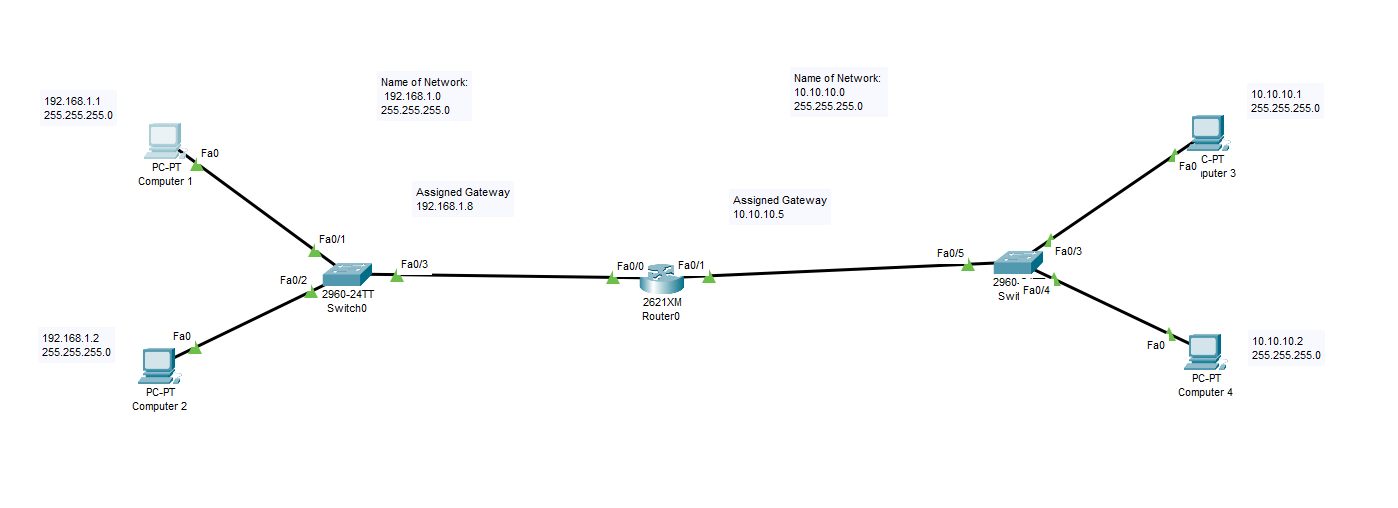 192.168.1.1
255.255.255.0
Name of Network:
192.168.1.0
255.255.255.0
Name of Network:
10.10.10.0
255.255.255.0
10.10.10.1
255.255.255.0
Fa0
PC-PT
Computer 1
Fa0
C-PT
puter 3
Assigned Gateway
192.168.1.8
Assigned Gateway
10.10.10.5
Fa0/1
Fa0/2
Fa0/3
2960-24TT
Switch0
Fa0/0
Fa0/1
2621XM
Router0
Fa0/5
Fa0/3
2960-
Swit
Fa0/4
192.168.1.2
255.255.255.0
Fa0
PC-PT
Computer 2
Fa0
PC-PT
Computer 4
10.10.10.2
255.255.255.0